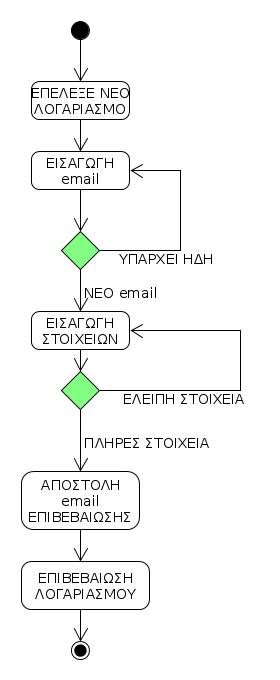 ΕΠΕΛΕΞΕ ΝΕΟ
ΛΟΓΑΡΙΑΣΜΟ
ΕΙΣΑΓΩΓΗ
email
ΥΠΑΡΧΕΙ ΗΔΗ
ΝΕΟ email
ΕΙΣΑΓΩΓΗ
ΣΤΟΙΧΕΙΩΝ
ΕΛΕΙΠΗ ΣΤΟΙΧΕΙΑ
ΠΛΗΡΕΣ ΣΤΟΙΧΕΙΑ
ΑΠΟΣΤΟΛΗ
email
ΕΠΙΒΕΒΑΙΩΣΗΣ
ΕΠΙΒΕΒΑΙΩΣΗ
ΛΟΓΑΡΙΑΣΜΟΥ